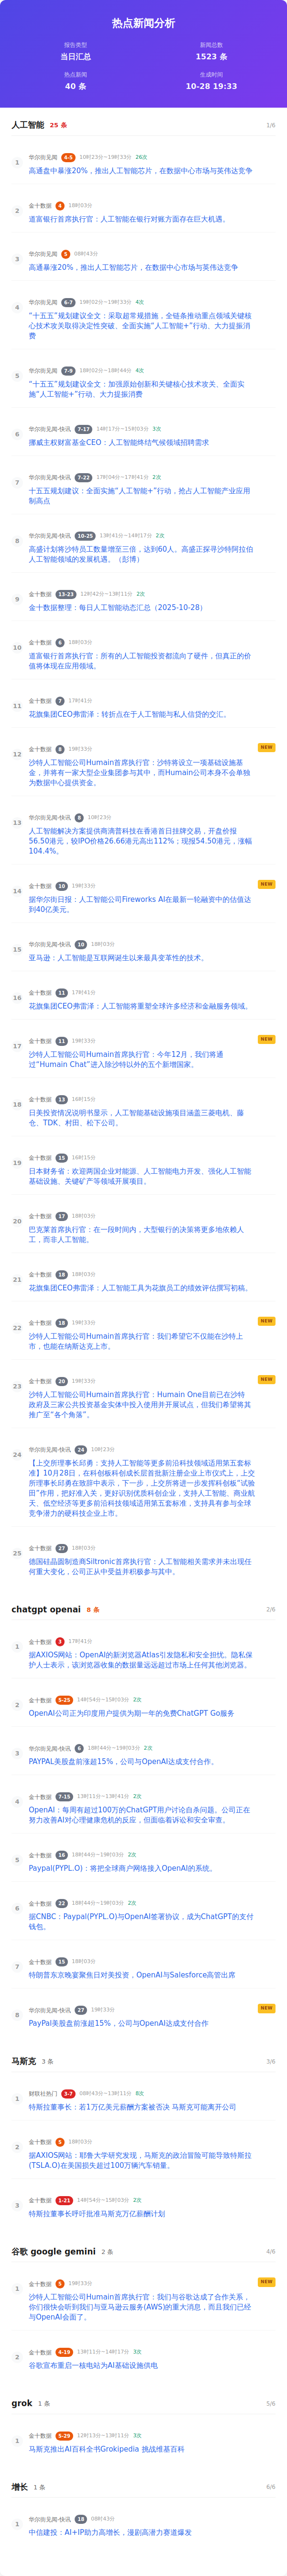 热点新闻分析
报告类型
新闻总数
当日汇总
1523 条
热点新闻
生成时间
40 条
10-28 19:33
人工智能 25 条 1/6
1
华尔街见闻 4-5 10时23分~19时33分 26次
高通盘中暴涨20%，推出人工智能芯片，在数据中心市场与英伟达竞争
2
金十数据 4 18时03分
道富银行首席执行官：人工智能在银行对账方面存在巨大机遇。
3
华尔街见闻 5 08时43分
高通暴涨20%，推出人工智能芯片，在数据中心市场与英伟达竞争
4
华尔街见闻 6-7 19时02分~19时33分 4次
“十五五”规划建议全文：采取超常规措施，全链条推动重点领域关键核
心技术攻关取得决定性突破、全面实施“人工智能+”行动、大力提振消
费
5
华尔街见闻 7-9 18时02分~18时44分 4次
“十五五”规划建议全文：加强原始创新和关键核心技术攻关、全面实
施“人工智能+”行动、大力提振消费
6
华尔街见闻-快讯 7-17 14时17分~15时03分 3次
挪威主权财富基金CEO：人工智能终结气候领域招聘需求
7
华尔街见闻-快讯 7-22 17时04分~17时41分 2次
十五五规划建议：全面实施“人工智能+”行动，抢占人工智能产业应用
制高点
8
华尔街见闻-快讯 10-25 13时41分~14时17分 2次
高盛计划将沙特员工数量增至三倍，达到60人。高盛正探寻沙特阿拉伯
人工智能领域的发展机遇。（彭博）
9
金十数据 13-23 12时42分~13时11分 2次
金十数据整理：每日人工智能动态汇总（2025-10-28）
10
金十数据 6 18时03分
道富银行首席执行官：所有的人工智能投资都流向了硬件，但真正的价
值将体现在应用领域。
11
金十数据 7 17时41分
花旗集团CEO弗雷泽：转折点在于人工智能与私人信贷的交汇。
12
金十数据 8 19时33分 NEW
沙特人工智能公司Humain首席执行官：沙特将设立一项基础设施基
金，并将有一家大型企业集团参与其中，而Humain公司本身不会单独
为数据中心提供资金。
13
华尔街见闻-快讯 8 10时23分
人工智能解决方案提供商滴普科技在香港首日挂牌交易，开盘价报
56.50港元，较IPO价格26.66港元高出112%；现报54.50港元，涨幅
104.4%。
14
金十数据 10 19时33分 NEW
据华尔街日报：人工智能公司Fireworks AI在最新一轮融资中的估值达
到40亿美元。
15
华尔街见闻-快讯 10 18时03分
亚马逊：人工智能是互联网诞生以来最具变革性的技术。
16
金十数据 11 17时41分
花旗集团CEO弗雷泽：人工智能将重塑全球许多经济和金融服务领域。
17
金十数据 11 19时33分 NEW
沙特人工智能公司Humain首席执行官：今年12月，我们将通
过“Humain Chat”进入除沙特以外的五个新增国家。
18
金十数据 13 16时15分
日美投资情况说明书显示，人工智能基础设施项目涵盖三菱电机、藤
仓、TDK、村田、松下公司。
19
金十数据 15 16时15分
日本财务省：欢迎两国企业对能源、人工智能电力开发、强化人工智能
基础设施、关键矿产等领域开展项目。
20
金十数据 17 18时03分
巴克莱首席执行官：在一段时间内，大型银行的决策将更多地依赖人
工，而非人工智能。
21
金十数据 18 18时03分
花旗集团CEO弗雷泽：人工智能工具为花旗员工的绩效评估撰写初稿。
22
金十数据 18 19时33分 NEW
沙特人工智能公司Humain首席执行官：我们希望它不仅能在沙特上
市，也能在纳斯达克上市。
23
金十数据 20 19时33分 NEW
沙特人工智能公司Humain首席执行官：Humain One目前已在沙特
政府及三家公共投资基金实体中投入使用并开展试点，但我们希望将其
推广至“各个角落”。
24
华尔街见闻-快讯 24 10时23分
【上交所理事长邱勇：支持人工智能等更多前沿科技领域适用第五套标
准】10月28日，在科创板科创成长层首批新注册企业上市仪式上，上交
所理事长邱勇在致辞中表示，下一步，上交所将进一步发挥科创板“试验
田”作用，把好准入关，更好识别优质科创企业，支持人工智能、商业航
天、低空经济等更多前沿科技领域适用第五套标准，支持具有参与全球
竞争潜力的硬科技企业上市。
25
金十数据 27 18时03分
德国硅晶圆制造商Siltronic首席执行官：人工智能相关需求并未出现任
何重大变化，公司正从中受益并积极参与其中。
chatgpt openai 8 条 2/6
1
金十数据 3 17时42分
据AXIOS网站：OpenAI的新浏览器Atlas引发隐私和安全担忧。隐私保
护人士表示，该浏览器收集的数据量远远超过市场上任何其他浏览器。
2
金十数据 5-25 14时54分~15时03分 2次
OpenAI公司正为印度用户提供为期一年的免费ChatGPT Go服务
3
华尔街见闻-快讯 6 18时44分~19时03分 2次
PAYPAL美股盘前涨超15%，公司与OpenAI达成支付合作。
4
金十数据 7-15 13时11分~13时41分 2次
OpenAI：每周有超过100万的ChatGPT用户讨论自杀问题。公司正在
努力改善AI对心理健康危机的反应，但面临着诉讼和安全审查。
5
金十数据 16 18时44分~19时03分 2次
Paypal(PYPL.O)：将把全球商户网络接入OpenAI的系统。
6
金十数据 22 18时44分~19时03分 2次
据CNBC：Paypal(PYPL.O)与OpenAI签署协议，成为ChatGPT的支付
钱包。
7
金十数据 15 18时03分
特朗普东京晚宴聚焦日对美投资，OpenAI与Salesforce高管出席
8
华尔街见闻-快讯 27 19时33分 NEW
PayPal美股盘前涨超15%，公司与OpenAI达成支付合作
马斯克 3 条 3/6
1
财联社热门 3-7 08时43分~13时11分 8次
特斯拉董事长：若1万亿美元薪酬方案被否决 马斯克可能离开公司
2
金十数据 5 18时03分
据AXIOS网站：耶鲁大学研究发现，马斯克的政治冒险可能导致特斯拉
(TSLA.O)在美国损失超过100万辆汽车销量。
3
金十数据 1-21 14时54分~15时03分 2次
特斯拉董事长呼吁批准马斯克万亿薪酬计划
谷歌 google gemini 2 条 4/6
1
金十数据 5 19时33分 NEW
沙特人工智能公司Humain首席执行官：我们与谷歌达成了合作关系，
你们很快会听到我们与亚马逊云服务(AWS)的重大消息，而且我们已经
与OpenAI会面了。
2
金十数据 4-19 13时11分~14时17分 3次
谷歌宣布重启一核电站为AI基础设施供电
grok 1 条 5/6
1
金十数据 5-29 12时13分~13时11分 3次
马斯克推出AI百科全书Grokipedia 挑战维基百科
增长 1 条 6/6
1
华尔街见闻-快讯 18 08时43分
中信建投：AI+IP助力高增长，漫剧高潜力赛道爆发